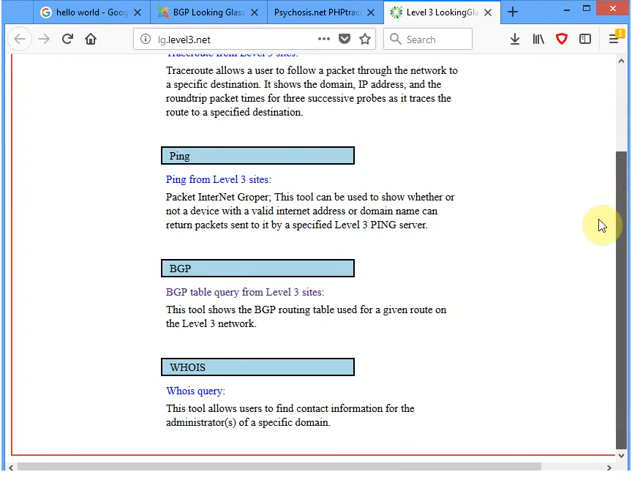 hello world - Goog
BGP Looking Glass
Psychosis.net PHPtrac
Level 3 LookingGla
lg.level3.net
Search
Traceroute from Level 3 sites:
Traceroute allows a user to follow a packet through the network to
a specific destination. It shows the domain, IP address, and the
roundtrip packet times for three successive probes as it traces the
route to a specified destination.
Ping
Ping from Level 3 sites:
Packet InterNet Groper; This tool can be used to show whether or
not a device with a valid internet address or domain name can
return packets sent to it by a specified Level 3 PING server.
BGP
BGP table query from Level 3 sites:
This tool shows the BGP routing table used for a given route on
the Level 3 network.
WHOIS
Whois query:
This tool allows users to find contact information for the
administrator(s) of a specific domain.